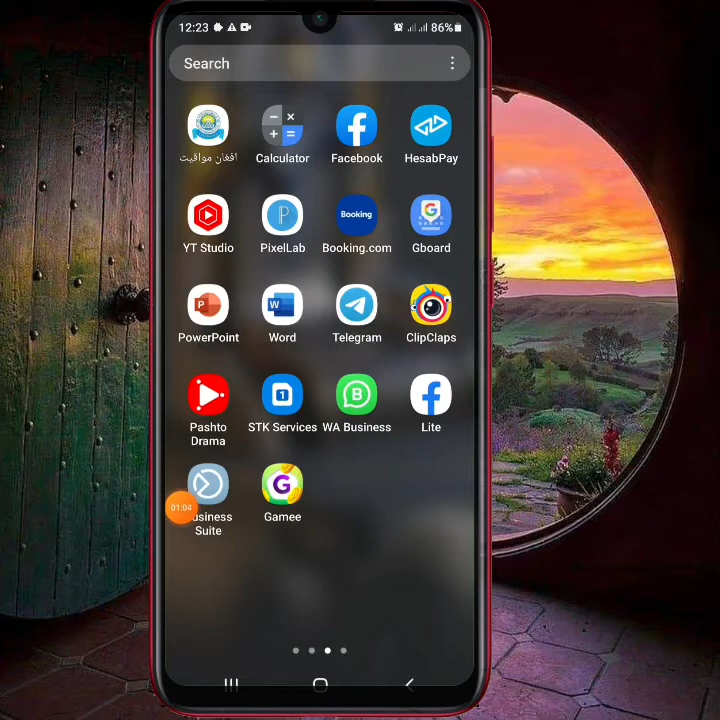 12:23
86%
Search
افغان مواقیت
Calculator
Facebook
HesabPay
YT Studio
P
PixelLab
Booking
Booking.com
G
Gboard
P
PowerPoint
W
Word
Telegram
ClipClaps
Pashto
Drama
1
STK Services
B
WA Business
Lite
01:04
usiness
Suite
G
Gamee